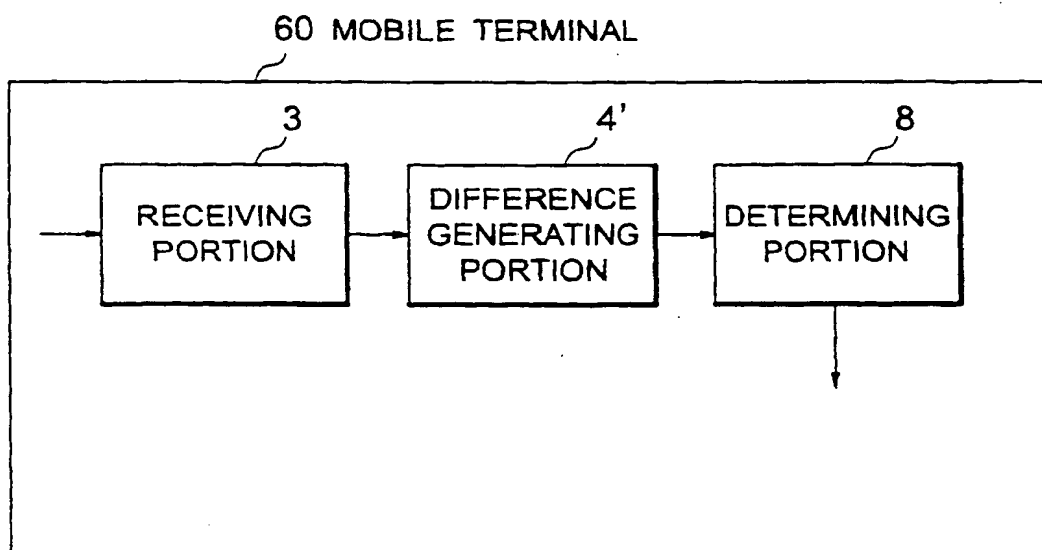 60 MOBILE TERMINAL
3
4'
8
RECEIVING
PORTION
DIFFERENCE
GENERATING
PORTION
DETERMINING
PORTION